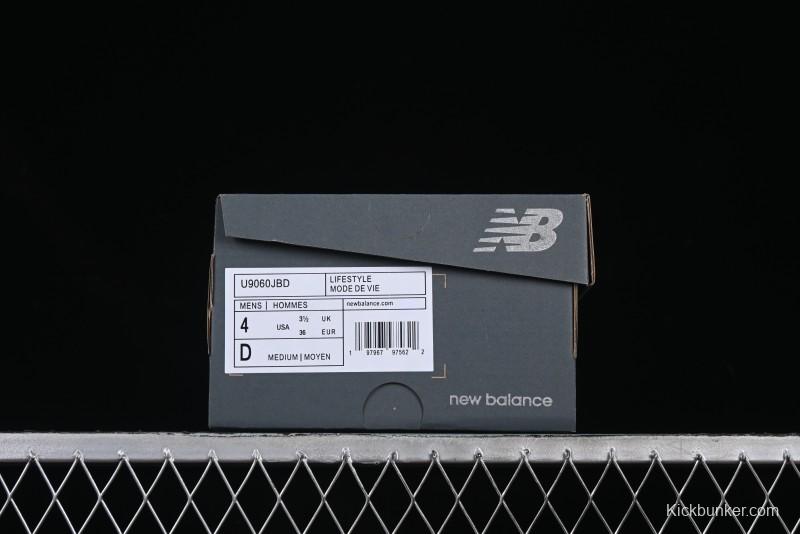 NB
U9060JBD
LIFESTYLE
MODE DE VIE
MENS | HOMMES
newbalance.com
4 USA 3½ UK
36 EUR
D MEDIUM | MOYEN
1 97967 97562 2
new balance
Kickbunker.com